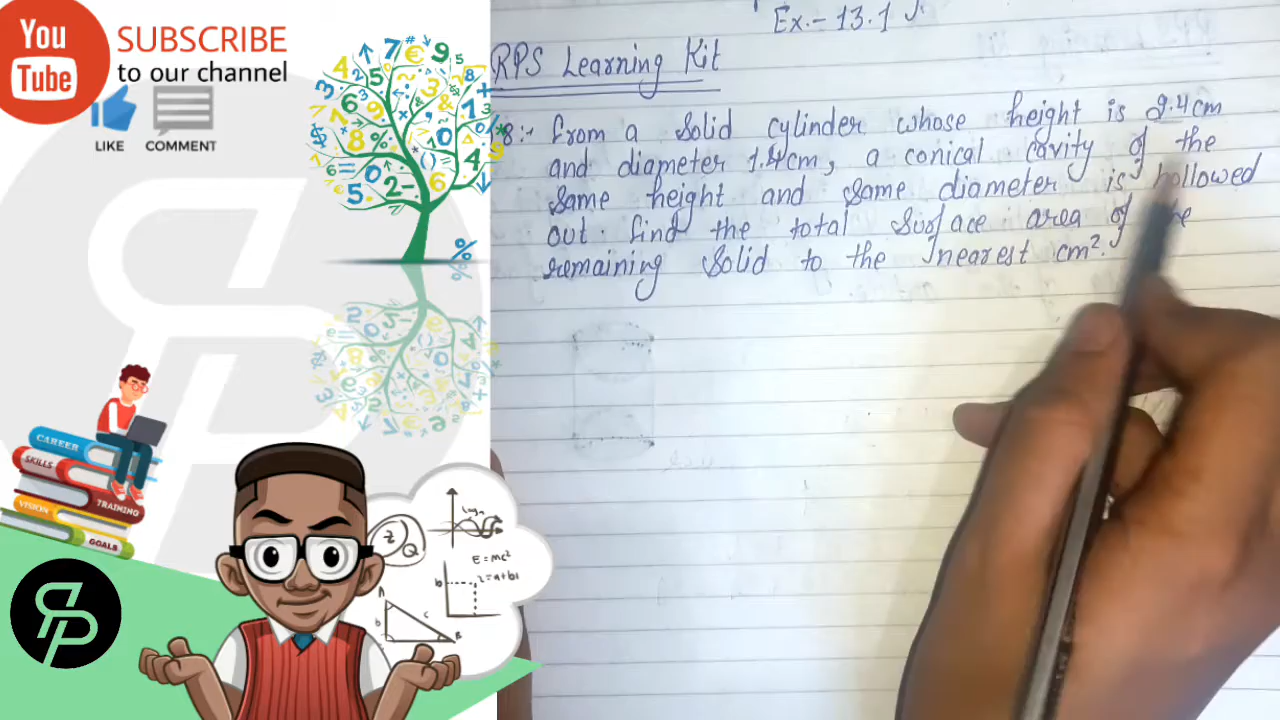 You
Tube
SUBSCRIBE
to our channel
LIKE
COMMENT
Ex.- 13.1
RPS Learning Kit
8:- from a solid cylinder whose height is 2.4cm
and diameter 1.4cm, a conical cavity of the
same height and same diameter is hollowed
out. find the total surface area of the
remaining solid to the nearest cm².
CAREER
SKILLS
TRAINING
VISION
GOALS
E=mc²